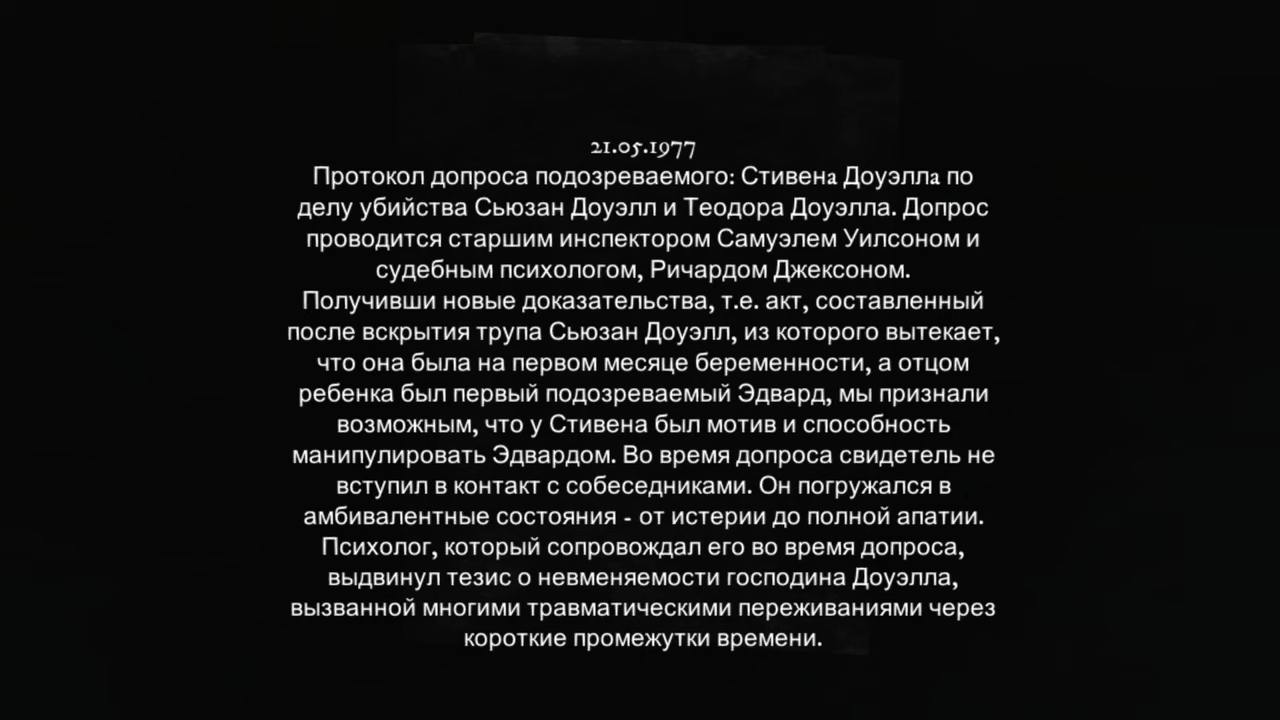 21.05.1977
Протокол допроса подозреваемого: Стивена Доуэлла по
делу убийства Сьюзан Доуэлл и Теодора Доуэлла. Допрос
проводится старшим инспектором Самуэлем Уилсоном и
судебным психологом, Ричардом Джексоном.
Получивши новые доказательства, т.е. акт, составленный
после вскрытия трупа Сьюзан Доуэлл, из которого вытекает,
что она была на первом месяце беременности, а отцом
ребенка был первый подозреваемый Эдвард, мы признали
возможным, что у Стивена был мотив и способность
манипулировать Эдвардом. Во время допроса свидетель не
вступил в контакт с собеседниками. Он погружался в
амбивалентные состояния - от истерии до полной апатии.
Психолог, который сопровождал его во время допроса,
выдвинул тезис о невменяемости господина Доуэлла,
вызванной многими травматическими переживаниями через
короткие промежутки времени.